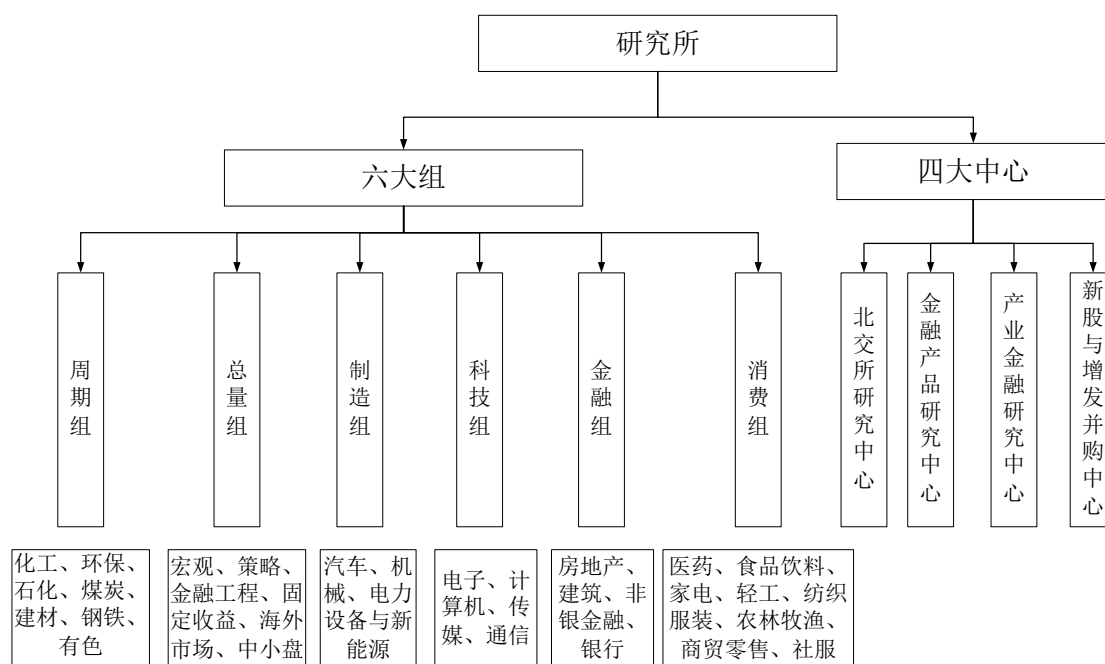 研究所
六大组
四大中心
周期组
总量组
制造组
科技组
金融组
消费组
北交所研究中心
金融产品研究中心
产业金融研究中心
新股与增发并购中心
化工、环保、
石化、煤炭、
建材、钢铁、
有色
宏观、策略、
金融工程、固
定收益、海外
市场、中小盘
汽车、机
械、电力
设备与新
能源
电子、计
算机、传
媒、通信
房地产、
建筑、非
银金融、
银行
医药、食品饮料、
家电、轻工、纺织
服装、农林牧渔、
商贸零售、社服